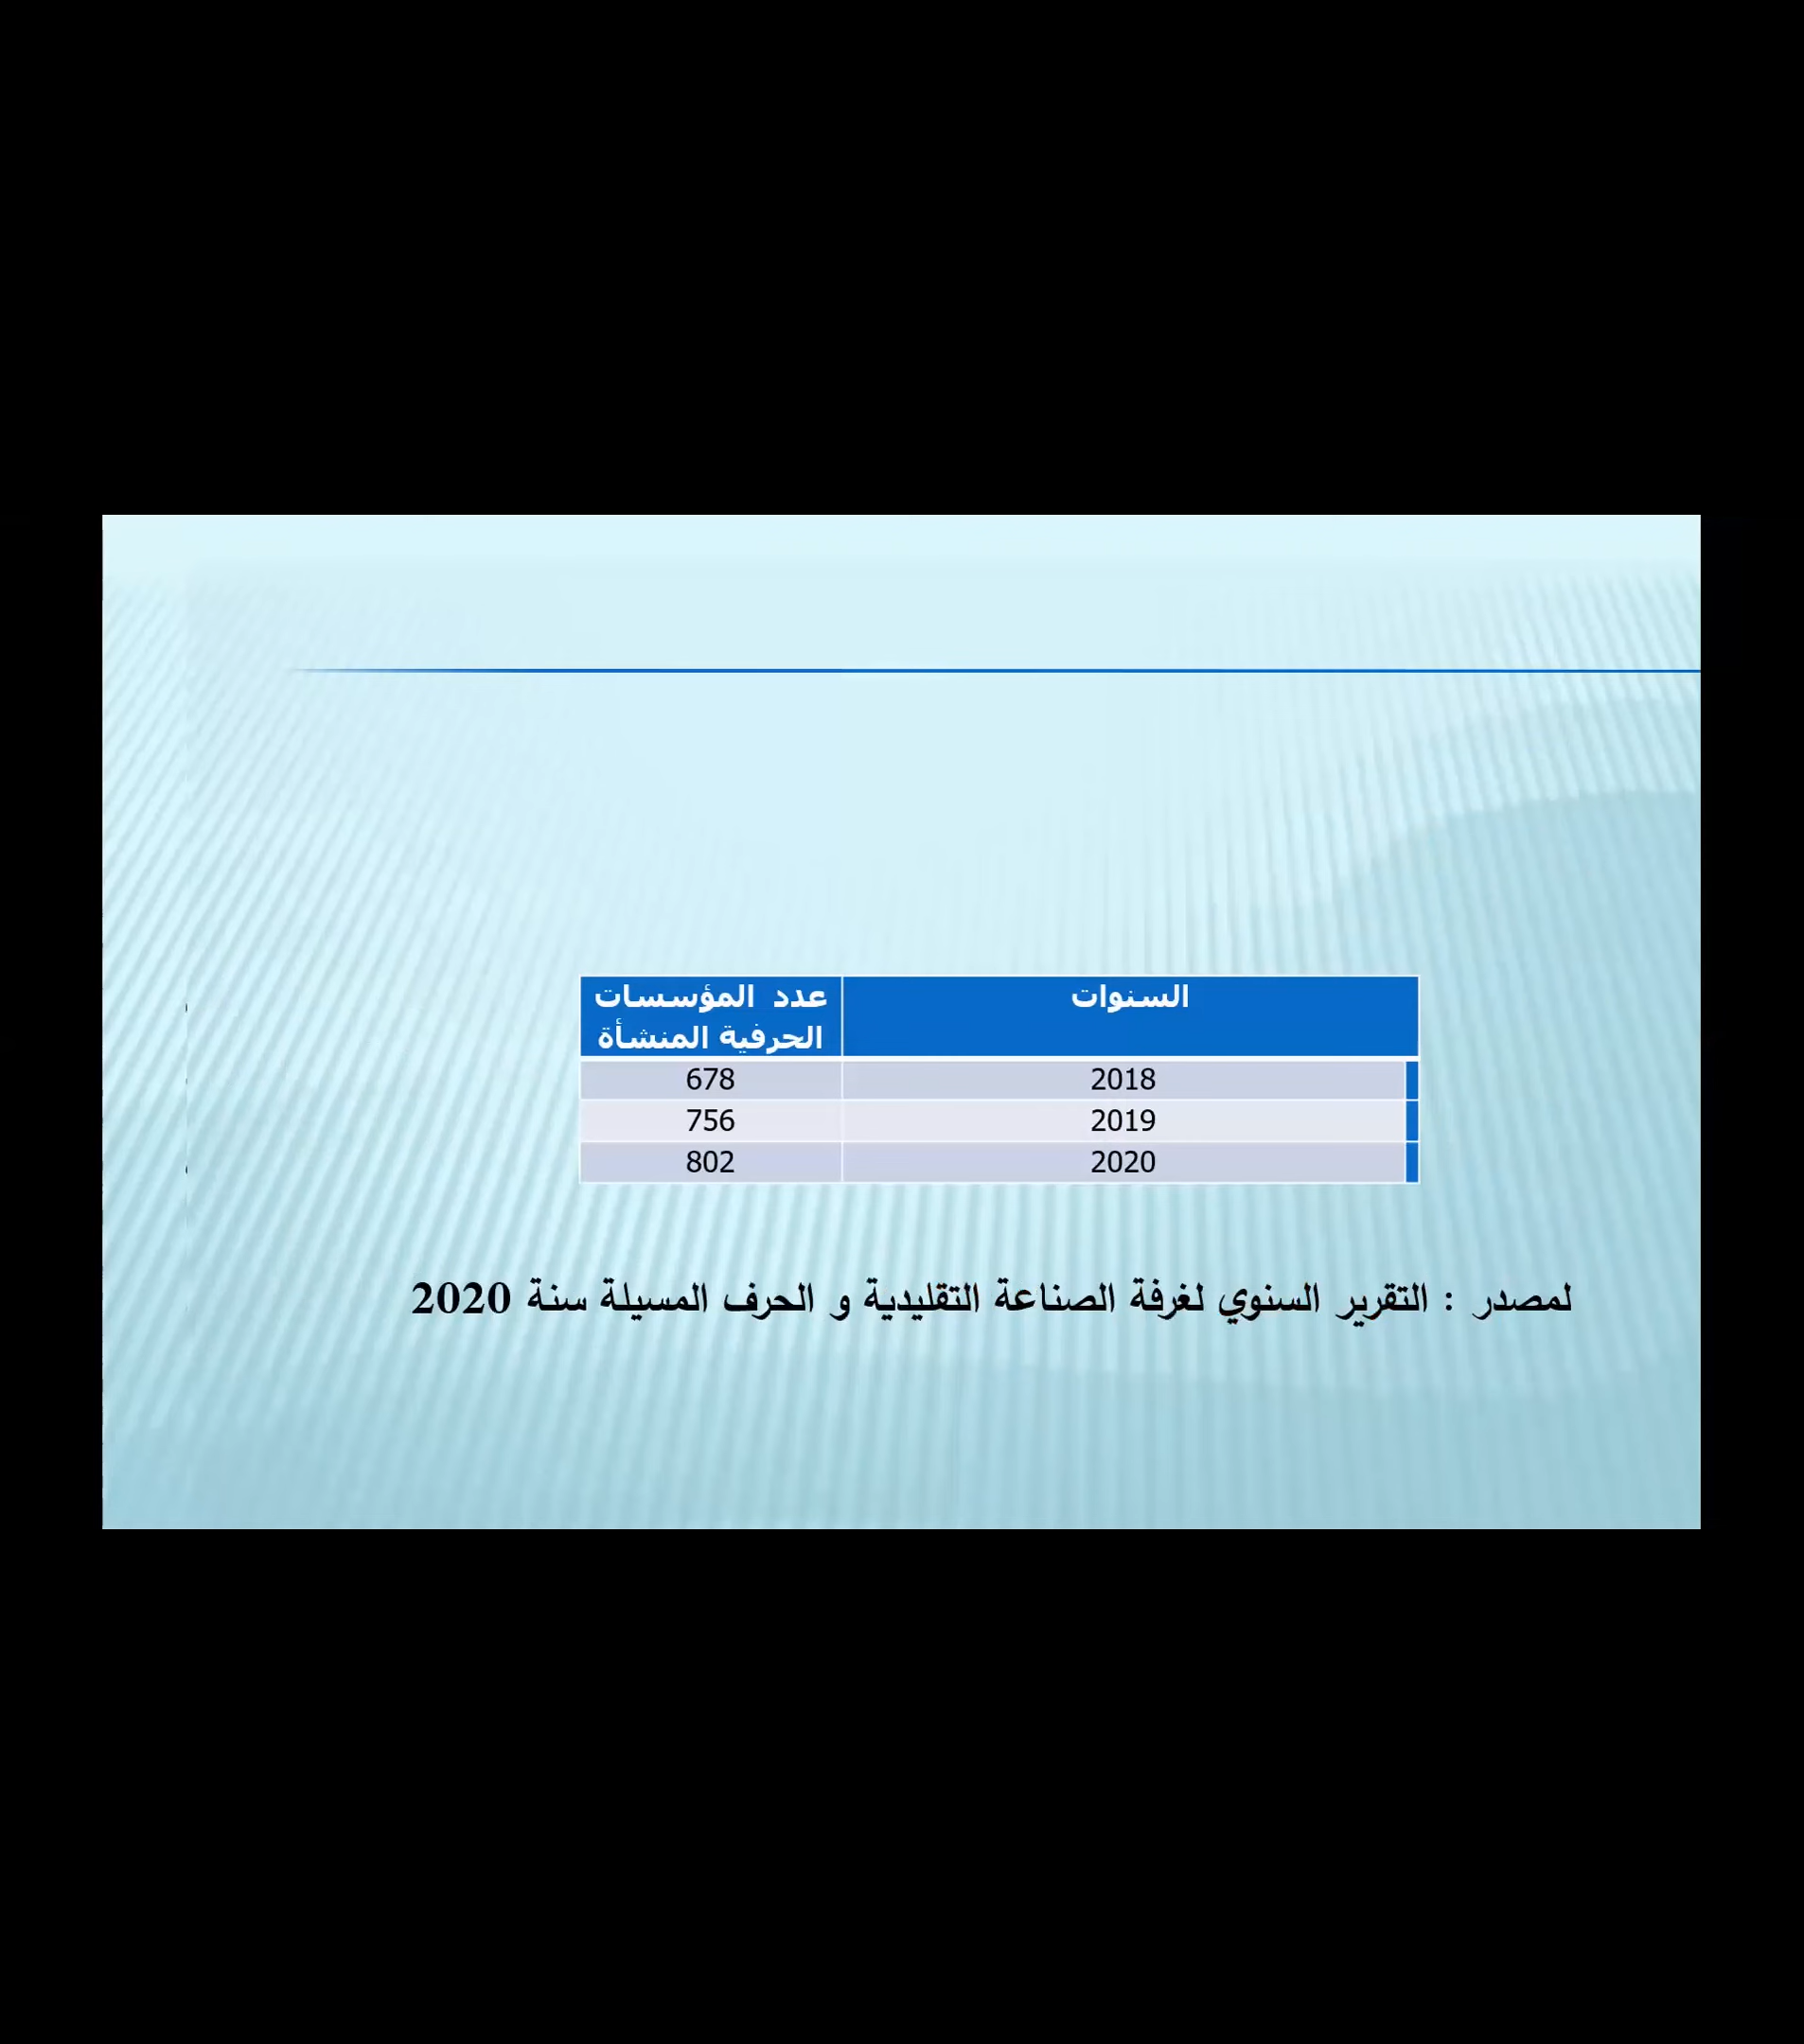 السنوات عدد المؤسسات
الحرفية المنشأة
2018 678
2019 756
2020 802
لمصدر : التقرير السنوي لغرفة الصناعة التقليدية و الحرف المسيلة سنة 2020